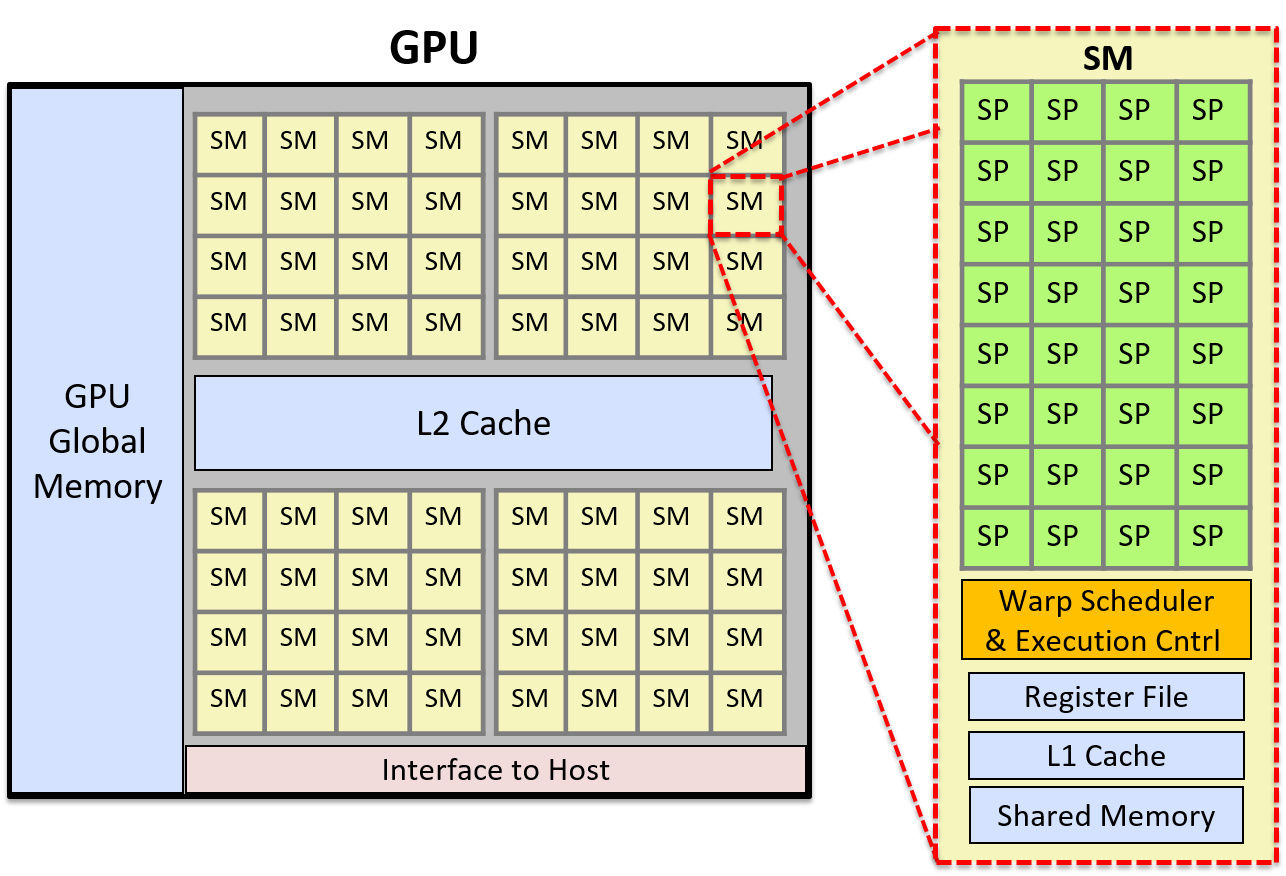 GPU
SM
GPU
Global
Memory
SM SM SM SM SM SM SM SM
SM SM SM SM SM SM SM SM
SM SM SM SM SM SM SM SM
SM SM SM SM SM SM SM SM
L2 Cache
SM SM SM SM SM SM SM SM
SM SM SM SM SM SM SM SM
SM SM SM SM SM SM SM SM
SM SM SM SM SM SM SM SM
Interface to Host
SP SP SP SP
SP SP SP SP
SP SP SP SP
SP SP SP SP
SP SP SP SP
SP SP SP SP
SP SP SP SP
SP SP SP SP
Warp Scheduler
& Execution Cntrl
Register File
L1 Cache
Shared Memory